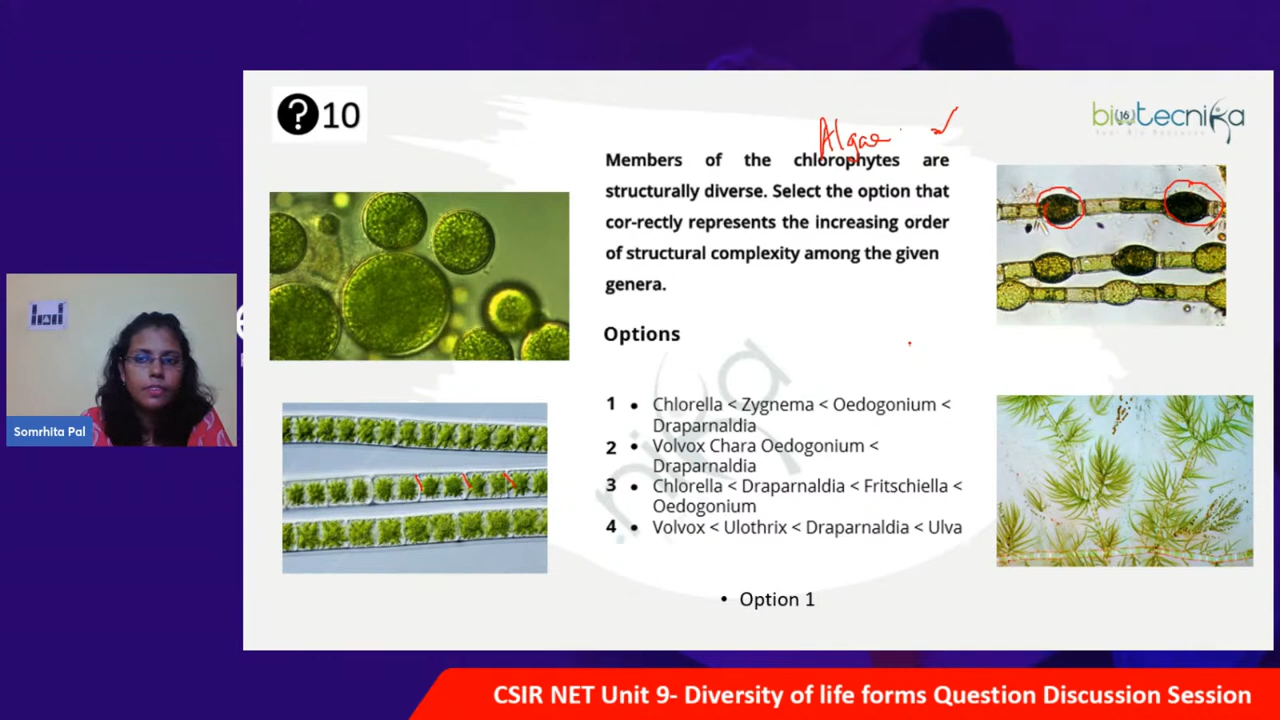 10
biotecnika
16
Algae
Members of the chlorophytes are
structurally diverse. Select the option that
cor-rectly represents the increasing order
of structural complexity among the given
genera.
Options
1 • Chlorella < Zygnema < Oedogonium <
Draparnaldia
2 • Volvox Chara Oedogonium <
Draparnaldia
3 • Chlorella < Draparnaldia < Fritschiella <
Oedogonium
4 • Volvox < Ulothrix < Draparnaldia < Ulva
• Option 1
Somrhita Pal
CSIR NET Unit 9- Diversity of life forms Question Discussion Session